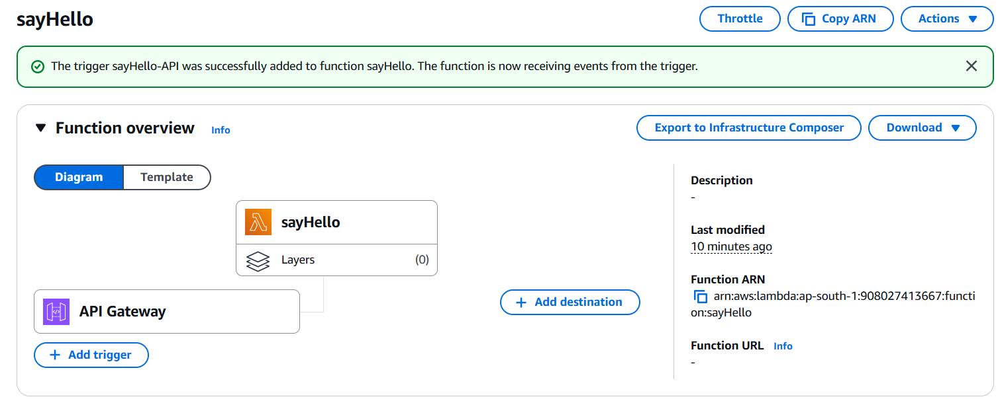 sayHello
Throttle
Copy ARN
Actions
The trigger sayHello-API was successfully added to function sayHello. The function is now receiving events from the trigger.
Function overview Info
Export to Infrastructure Composer
Download
Diagram
Template
sayHello
Layers (0)
API Gateway
+ Add trigger
+ Add destination
Description
-
Last modified
10 minutes ago
Function ARN
arn:aws:lambda:ap-south-1:908027413667:functi
on:sayHello
Function URL Info
-